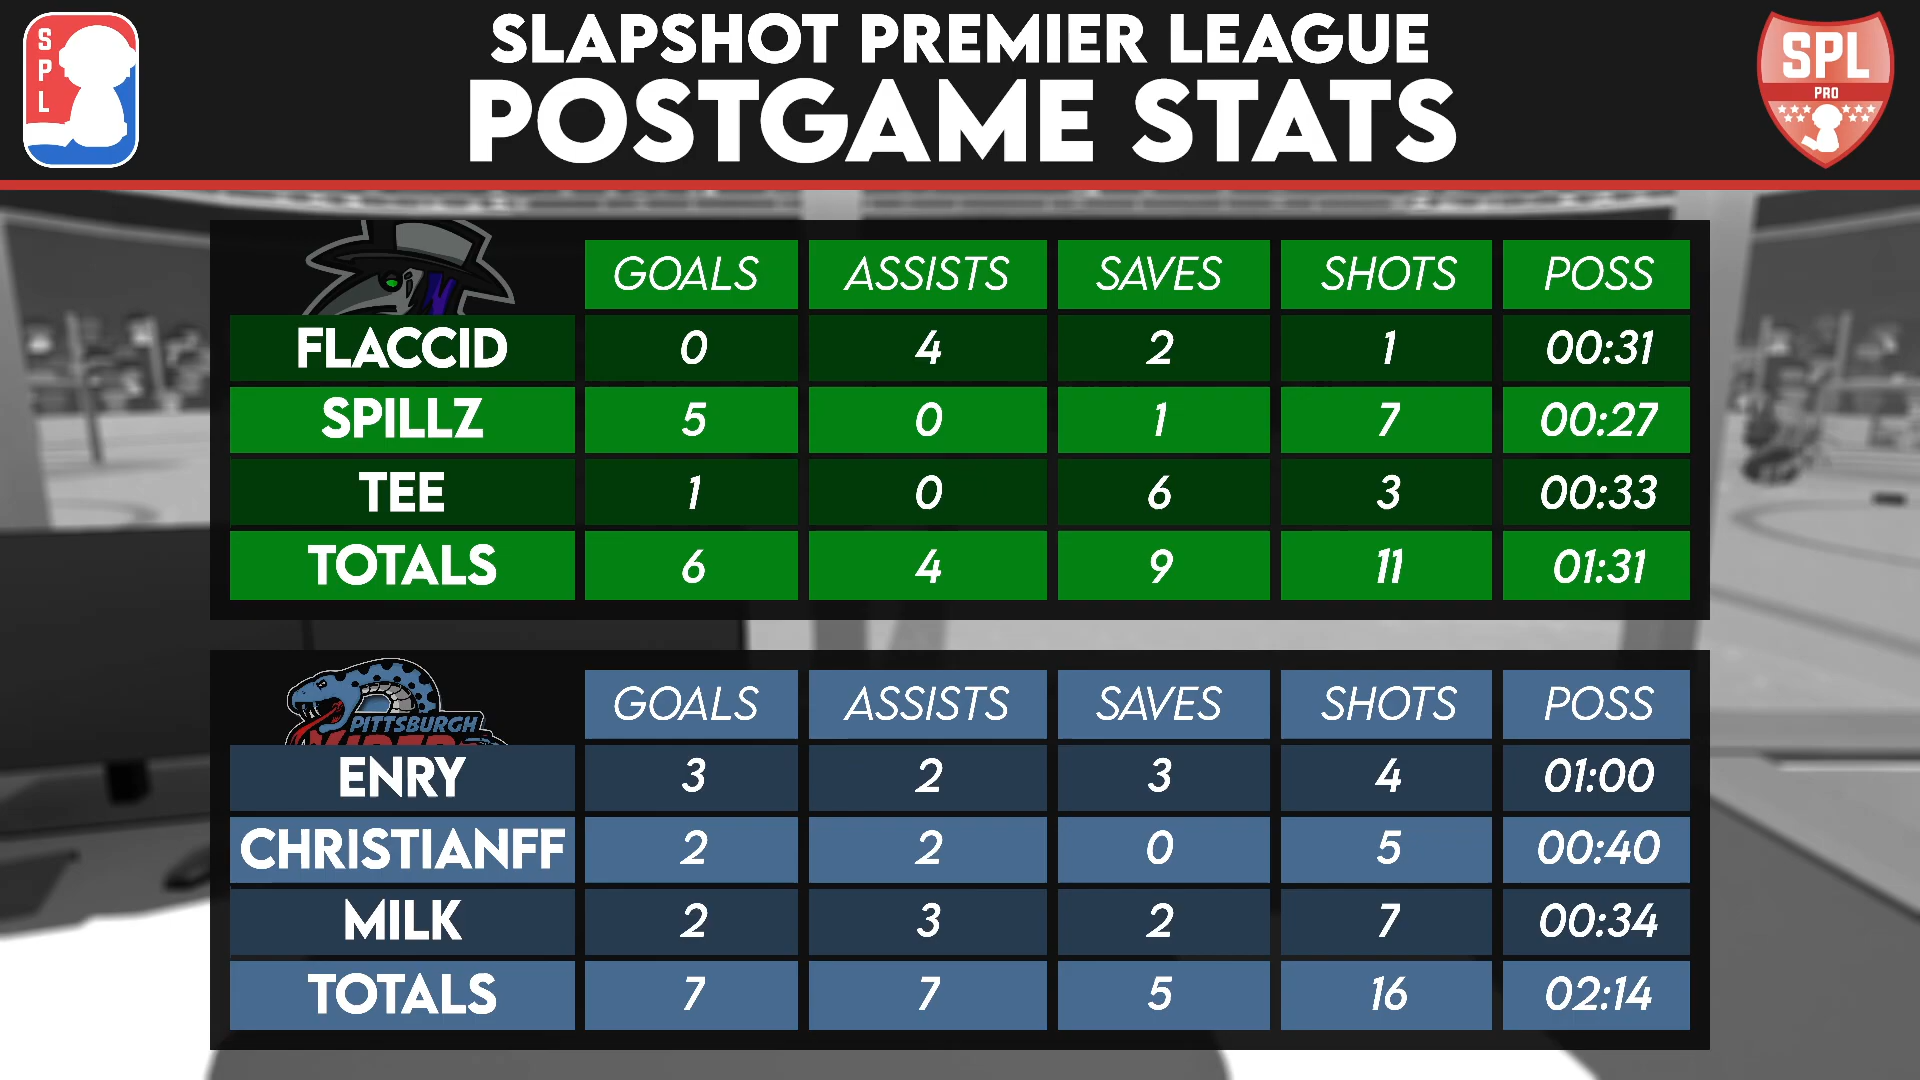 SPL
SLAPSHOT PREMIER LEAGUE
POSTGAME STATS
SPL
PRO
GOALS ASSISTS SAVES SHOTS POSS
FLACCID 0 4 2 1 00:31
SPILLZ 5 0 1 7 00:27
TEE 1 0 6 3 00:33
TOTALS 6 4 9 11 01:31
PITTSBURGH
GOALS ASSISTS SAVES SHOTS POSS
ENRY 3 2 3 4 01:00
CHRISTIANFF 2 2 0 5 00:40
MILK 2 3 2 7 00:34
TOTALS 7 7 5 16 02:14